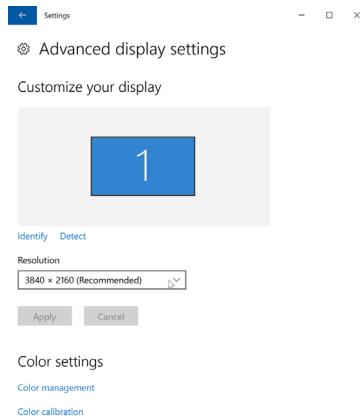 Settings
Advanced display settings
Customize your display
1
Identify Detect
Resolution
3840 × 2160 (Recommended)
Apply Cancel
Color settings
Color management
Color calibration